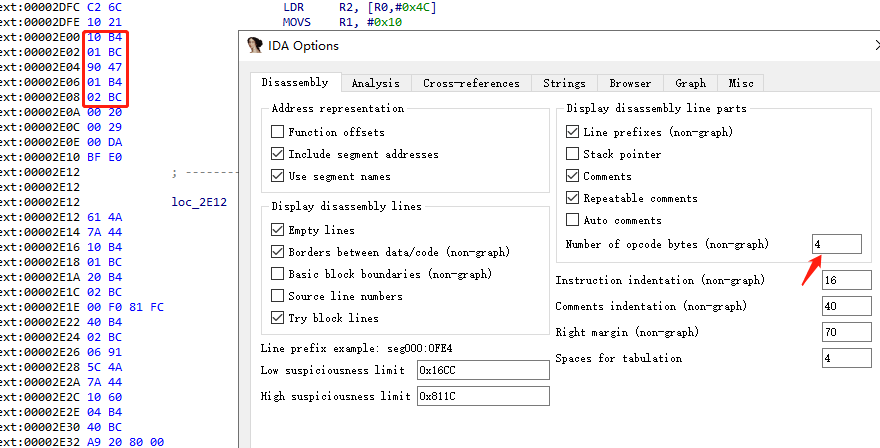 ext:00002DFC C2 6C LDR R2, [R0,#0x4C]
ext:00002DFE 10 21 MOVS R1, #0x10
ext:00002E00 10 B4
ext:00002E02 01 BC
ext:00002E04 90 47
ext:00002E06 01 B4
ext:00002E08 02 BC
ext:00002E0A 00 20
ext:00002E0C 00 29
ext:00002E0E 00 DA
ext:00002E10 BF E0
ext:00002E12 ; --------
ext:00002E12
ext:00002E12 loc_2E12
ext:00002E12 61 4A
ext:00002E14 7A 44
ext:00002E16 10 B4
ext:00002E18 01 BC
ext:00002E1A 20 B4
ext:00002E1C 02 BC
ext:00002E1E 00 F0 81 FC
ext:00002E22 40 B4
ext:00002E24 02 BC
ext:00002E26 06 91
ext:00002E28 5C 4A
ext:00002E2A 7A 44
ext:00002E2C 10 60
ext:00002E2E 04 B4
ext:00002E30 40 BC
ext:00002E32 A9 20 80 00
IDA Options
Disassembly Analysis Cross-references Strings Browser Graph Misc
Address representation
Function offsets
Include segment addresses
Use segment names
Display disassembly lines
Empty lines
Borders between data/code (non-graph)
Basic block boundaries (non-graph)
Source line numbers
Try block lines
Line prefix example: seg000:0FE4
Low suspiciousness limit 0x16CC
High suspiciousness limit 0x811C
Display disassembly line parts
Line prefixes (non-graph)
Stack pointer
Comments
Repeatable comments
Auto comments
Number of opcode bytes (non-graph) 4
Instruction indentation (non-graph) 16
Comments indentation (non-graph) 40
Right margin (non-graph) 70
Spaces for tabulation 4